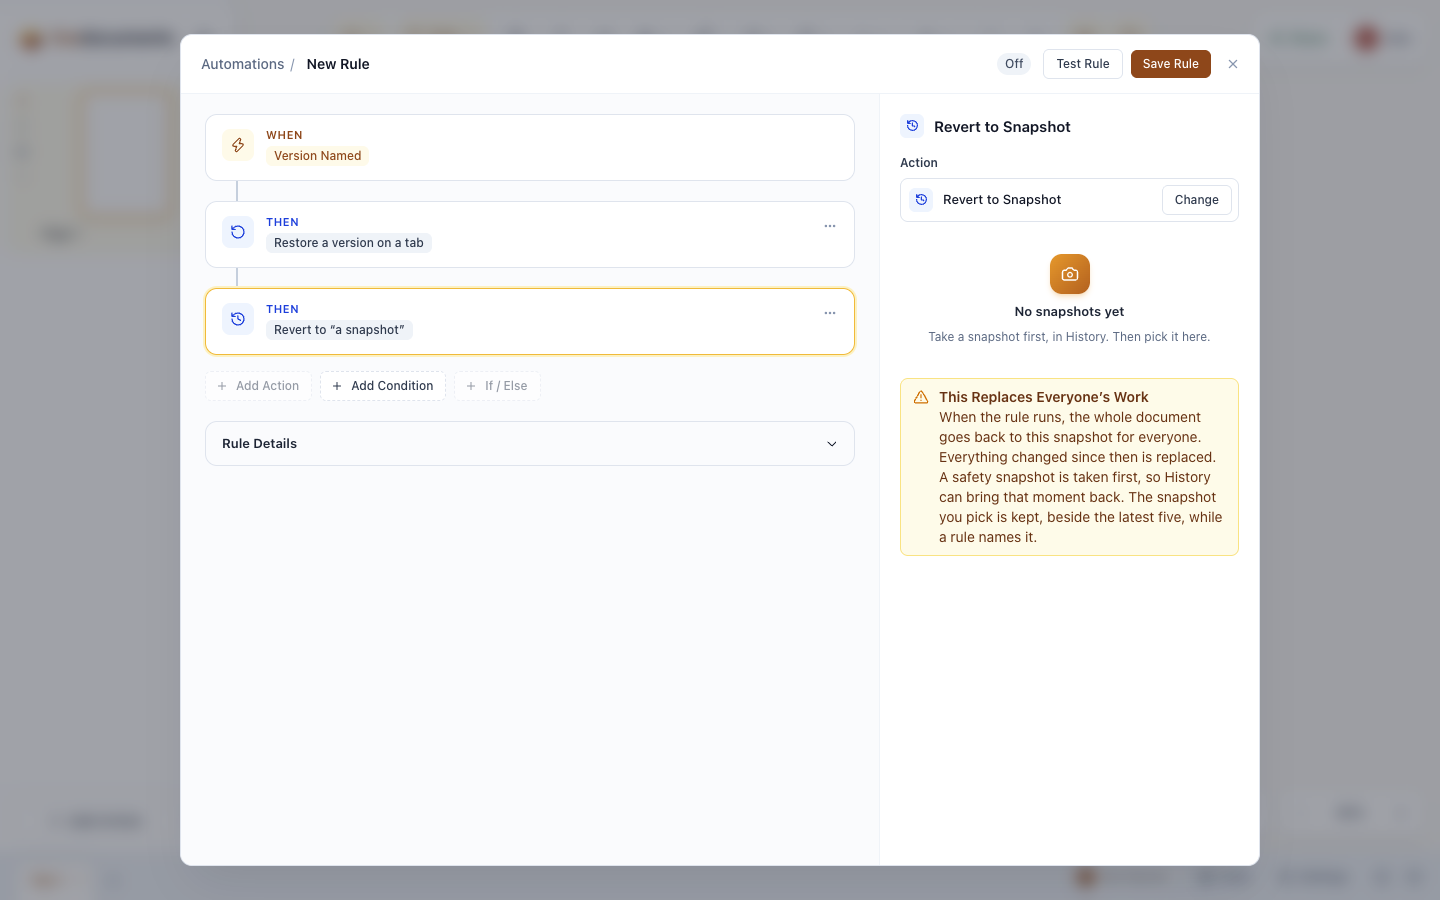 Automations / New Rule
Off
Test Rule
Save Rule
WHEN
Version Named
THEN
Restore a version on a tab
THEN
Revert to “a snapshot”
Add Action
Add Condition
If / Else
Rule Details
Revert to Snapshot
Action
Revert to Snapshot
Change
No snapshots yet
Take a snapshot first, in History. Then pick it here.
This Replaces Everyone’s Work
When the rule runs, the whole document
goes back to this snapshot for everyone.
Everything changed since then is replaced.
A safety snapshot is taken first, so History
can bring that moment back. The snapshot
you pick is kept, beside the latest five, while
a rule names it.